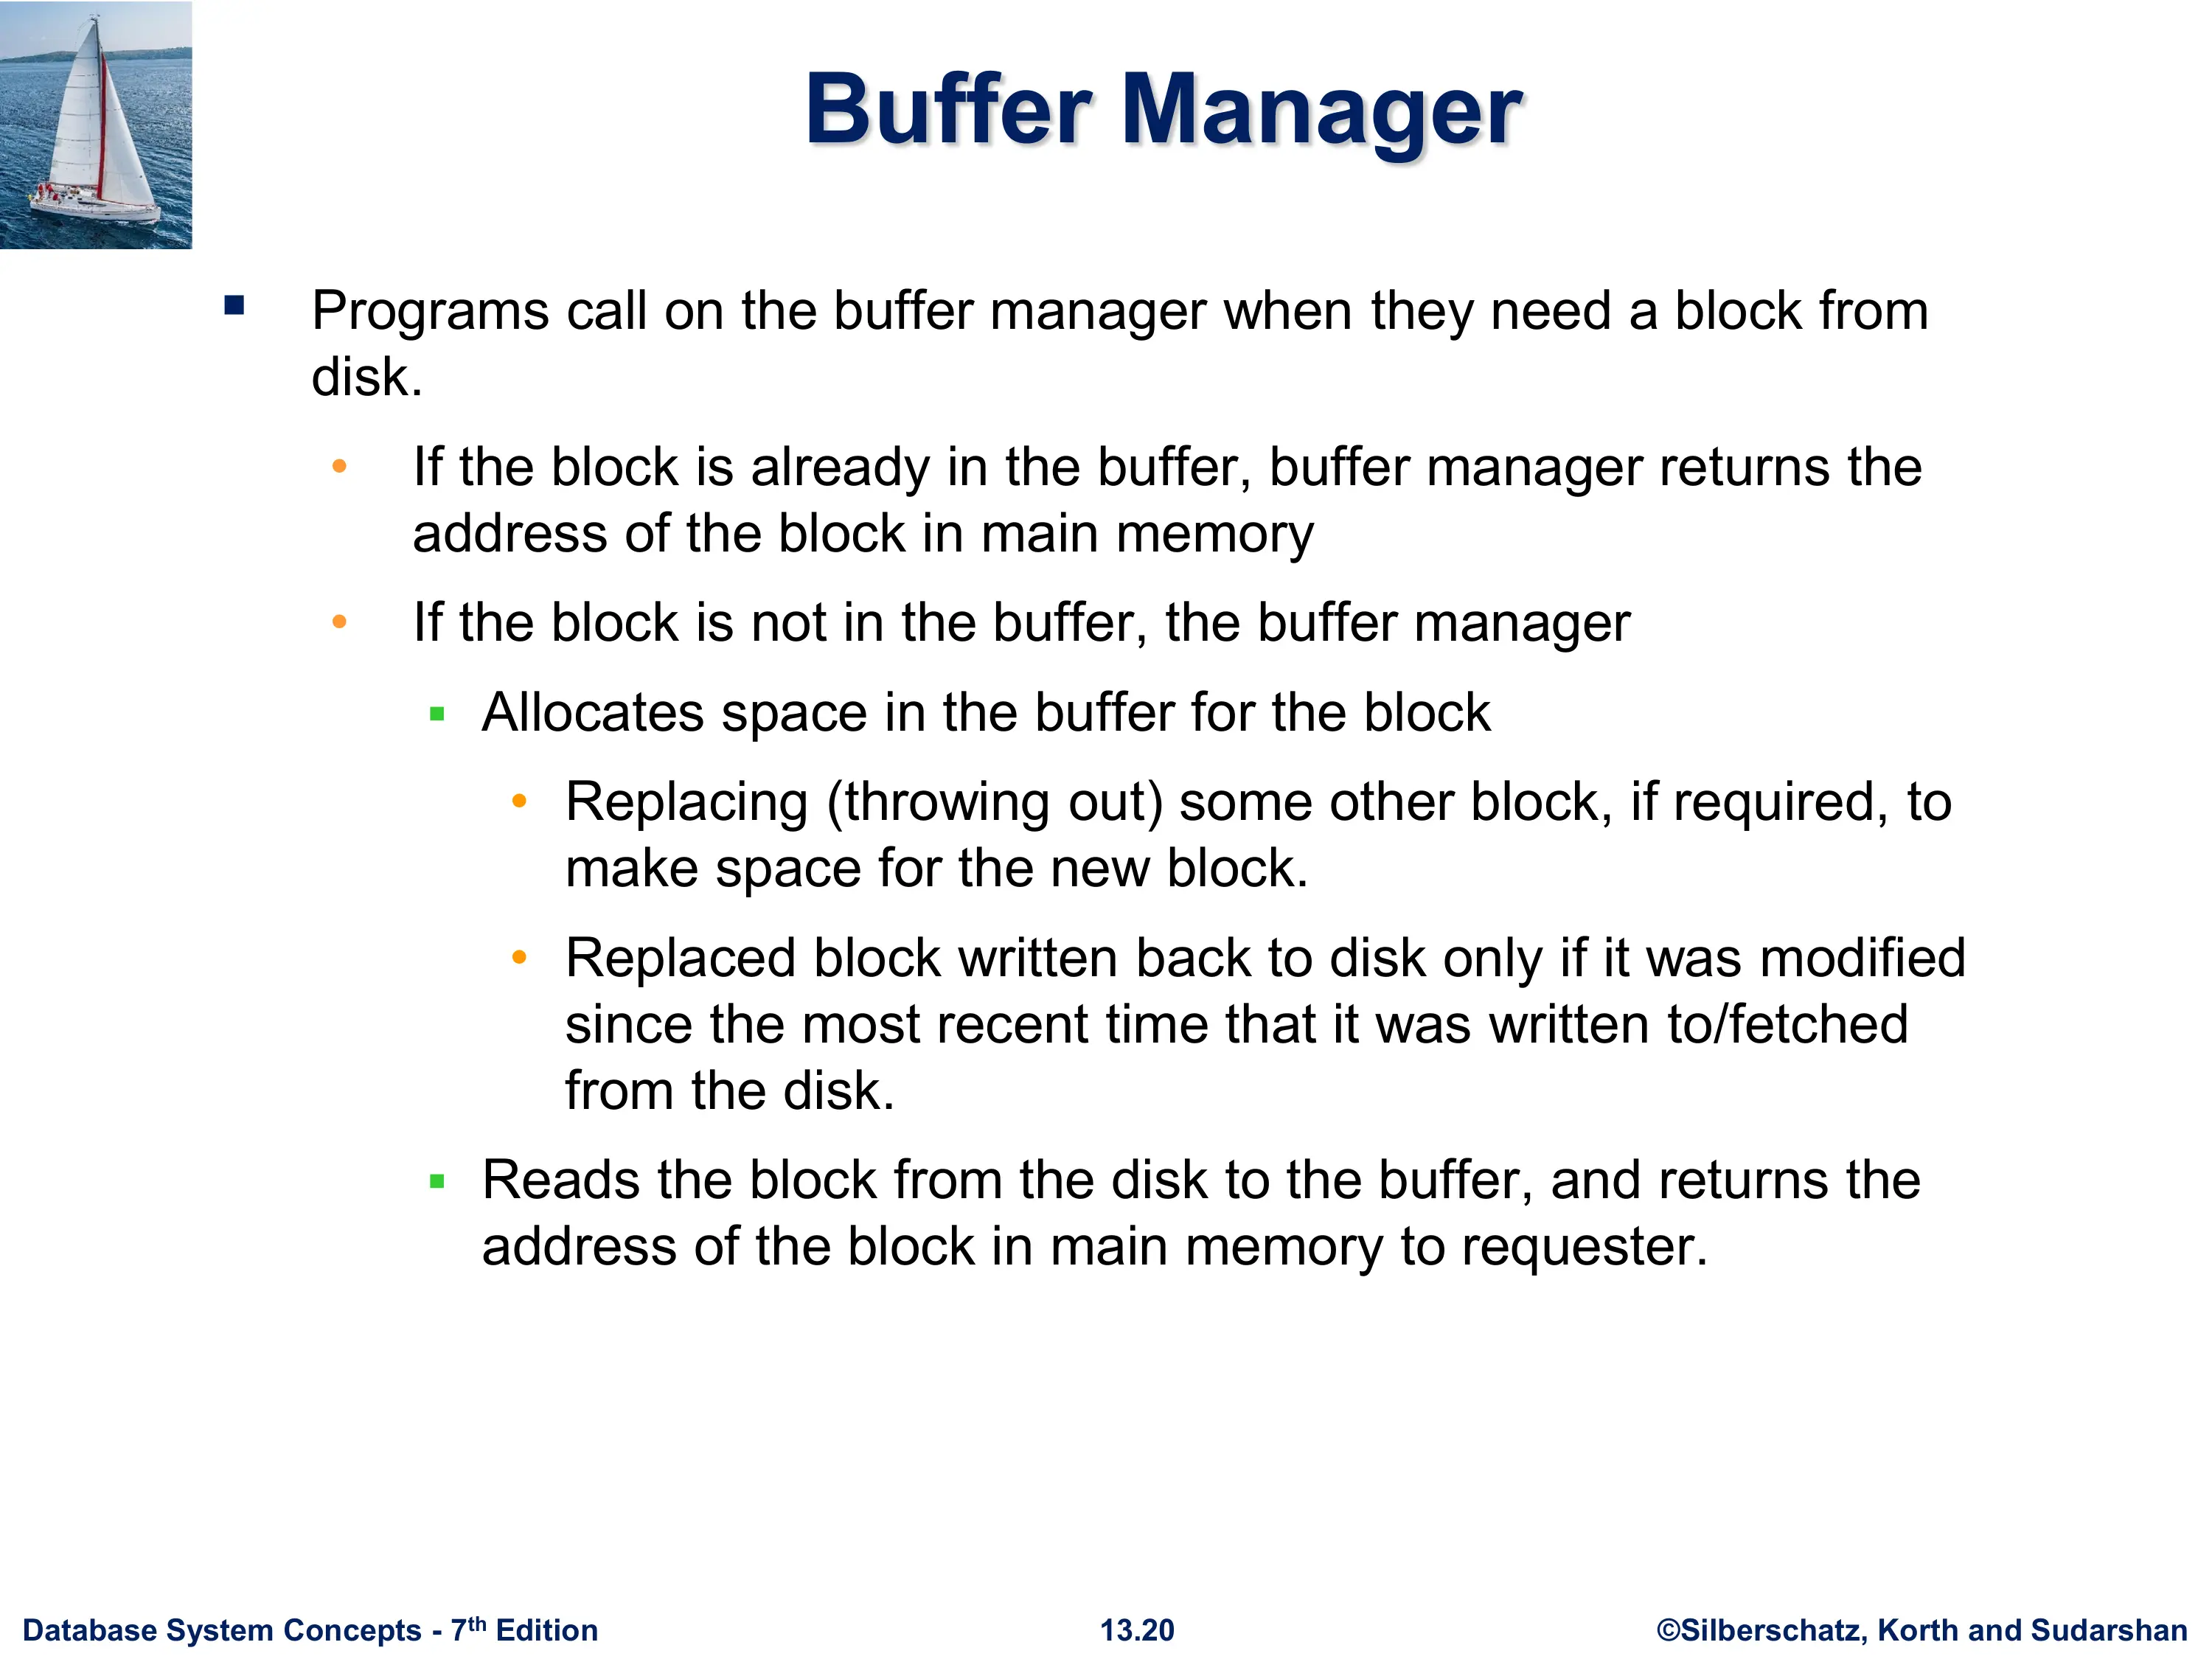 Buffer Manager
Programs call on the buffer manager when they need a block from
disk.
If the block is already in the buffer, buffer manager returns the
address of the block in main memory
If the block is not in the buffer, the buffer manager
Allocates space in the buffer for the block
Replacing (throwing out) some other block, if required, to
make space for the new block.
Replaced block written back to disk only if it was modified
since the most recent time that it was written to/fetched
from the disk.
Reads the block from the disk to the buffer, and returns the
address of the block in main memory to requester.
Database System Concepts - 7th Edition
13.20
©Silberschatz, Korth and Sudarshan